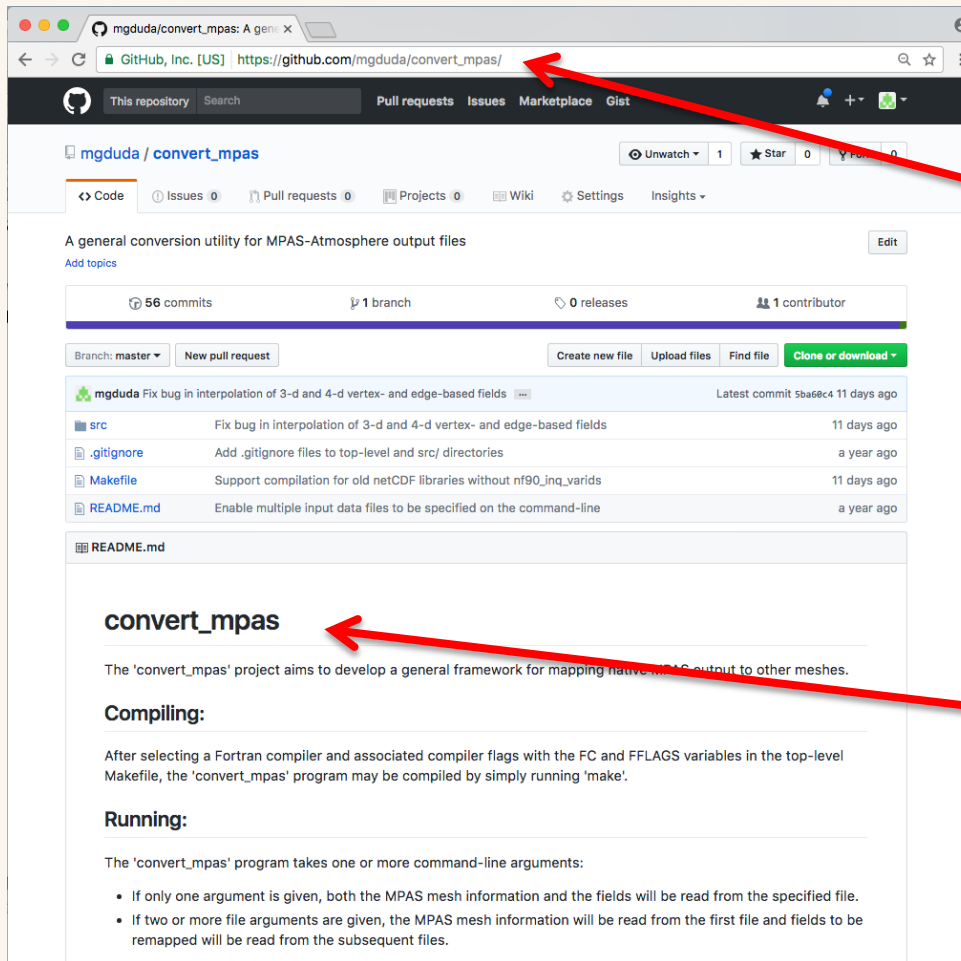 mgduda/convert_mpas: A gene ×
GitHub, Inc. [US] https://github.com/mgduda/convert_mpas/
This repository Search Pull requests Issues Marketplace Gist
mgduda / convert_mpas Unwatch 1 Star 0 0
Code Issues 0 Pull requests 0 Projects 0 Wiki Settings Insights
A general conversion utility for MPAS-Atmosphere output files Edit
Add topics
56 commits 1 branch 0 releases 1 contributor
Branch: master New pull request Create new file Upload files Find file Clone or download
mgduda Fix bug in interpolation of 3-d and 4-d vertex- and edge-based fields ... Latest commit 5ba60c4 11 days ago
src Fix bug in interpolation of 3-d and 4-d vertex- and edge-based fields 11 days ago
.gitignore Add .gitignore files to top-level and src/ directories a year ago
Makefile Support compilation for old netCDF libraries without nf90_inq_varids 11 days ago
README.md Enable multiple input data files to be specified on the command-line a year ago
README.md
convert_mpas
The 'convert_mpas' project aims to develop a general framework for mapping native MPAS output to other meshes.
Compiling:
After selecting a Fortran compiler and associated compiler flags with the FC and FFLAGS variables in the top-level
Makefile, the 'convert_mpas' program may be compiled by simply running 'make'.
Running:
The 'convert_mpas' program takes one or more command-line arguments:
• If only one argument is given, both the MPAS mesh information and the fields will be read from the specified file.
• If two or more file arguments are given, the MPAS mesh information will be read from the first file and fields to be
remapped will be read from the subsequent files.